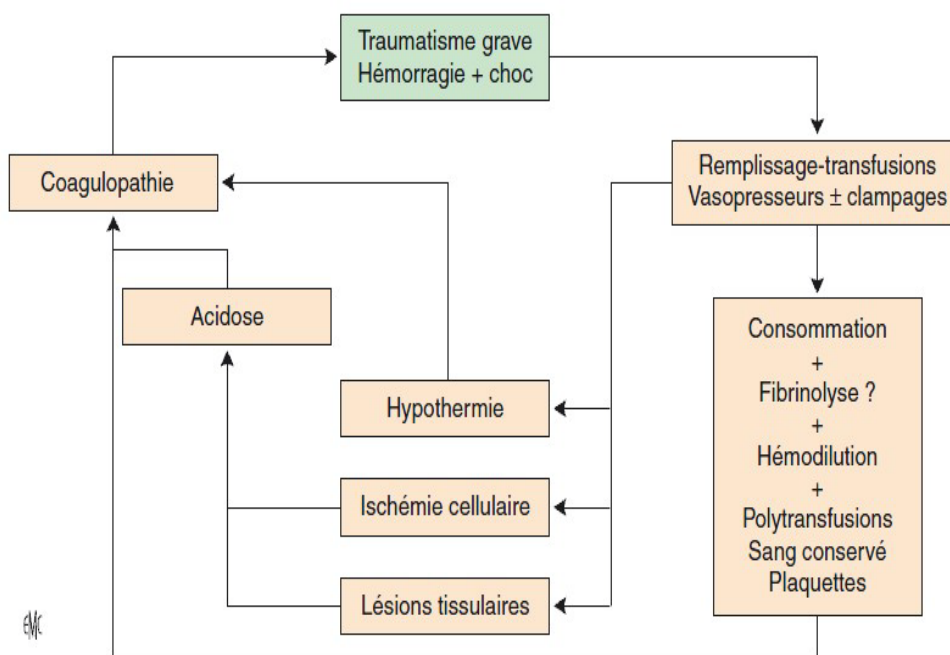 Traumatisme grave
Hémorragie + choc
Coagulopathie
Remplissage-transfusions
Vasopresseurs ± clampages
Acidose
Hypothermie
Ischémie cellulaire
Lésions tissulaires
Consommation
+
Fibrinolyse ?
+
Hémodilution
+
Polytransfusions
Sang conservé
Plaquettes
EMC